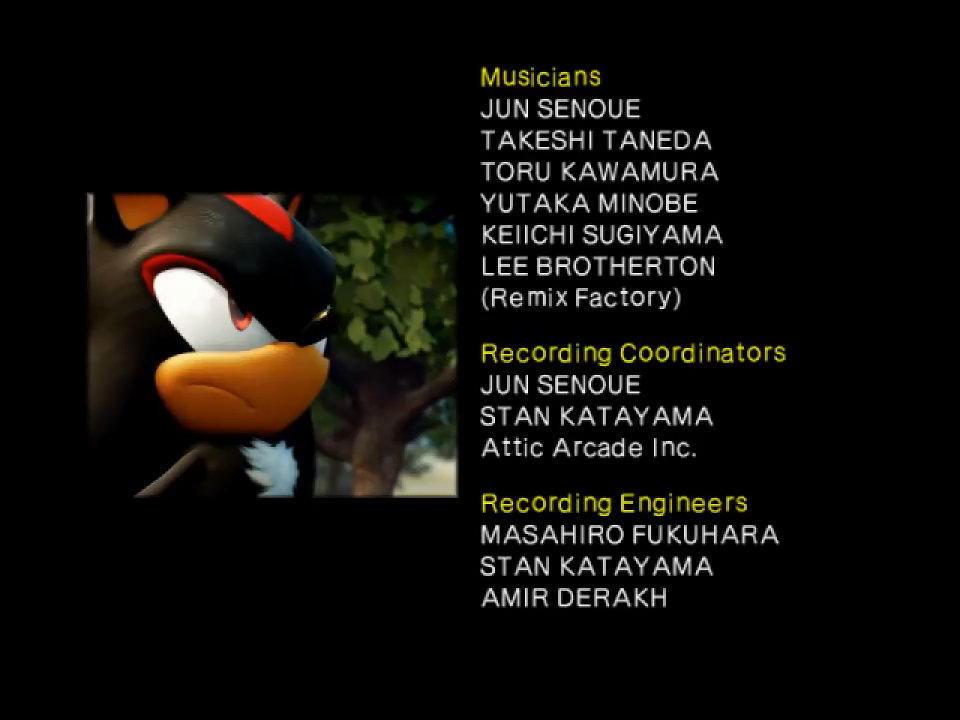 Musicians
JUN SENOUE
TAKESHI TANEDA
TORU KAWAMURA
YUTAKA MINOBE
KEIICHI SUGIYAMA
LEE BROTHERTON
(Remix Factory)
Recording Coordinators
JUN SENOUE
STAN KATAYAMA
Attic Arcade Inc.
Recording Engineers
MASAHIRO FUKUHARA
STAN KATAYAMA
AMIR DERAKH